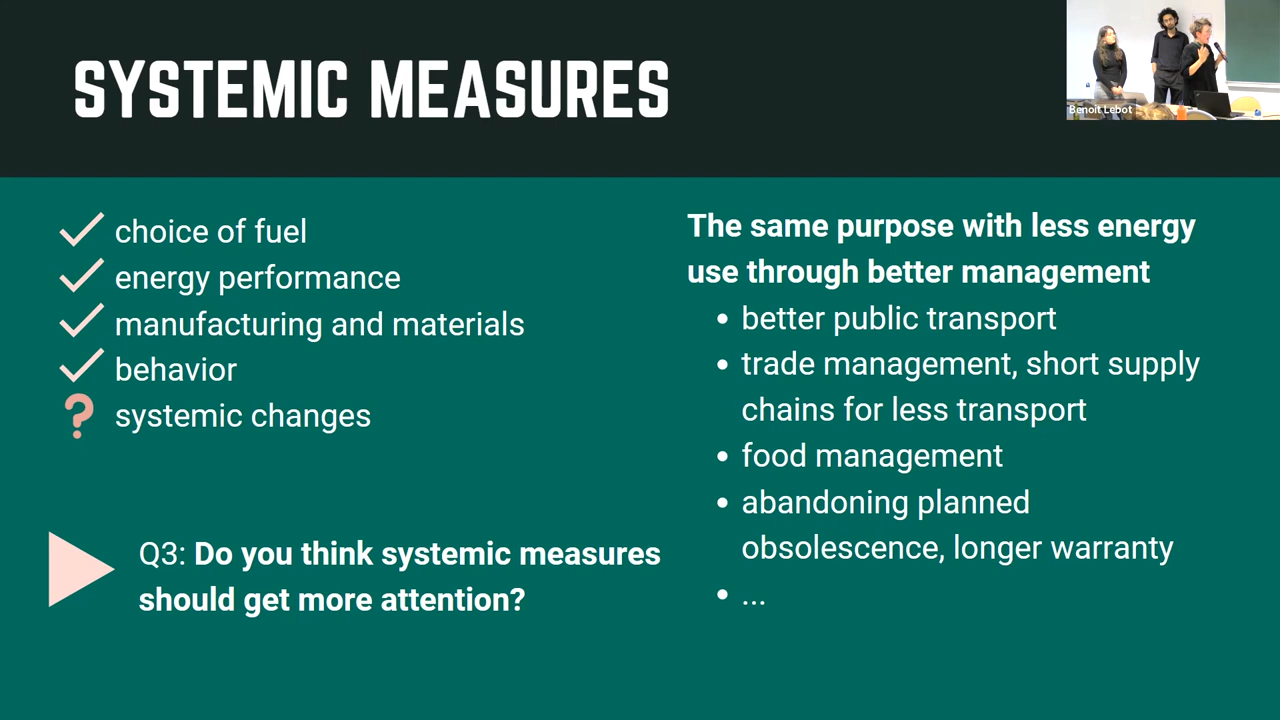 SYSTEMIC MEASURES
Benoit Lebot
choice of fuel
energy performance
manufacturing and materials
behavior
? systemic changes
Q3: Do you think systemic measures
should get more attention?
The same purpose with less energy
use through better management
• better public transport
• trade management, short supply
chains for less transport
• food management
• abandoning planned
obsolescence, longer warranty
• ...